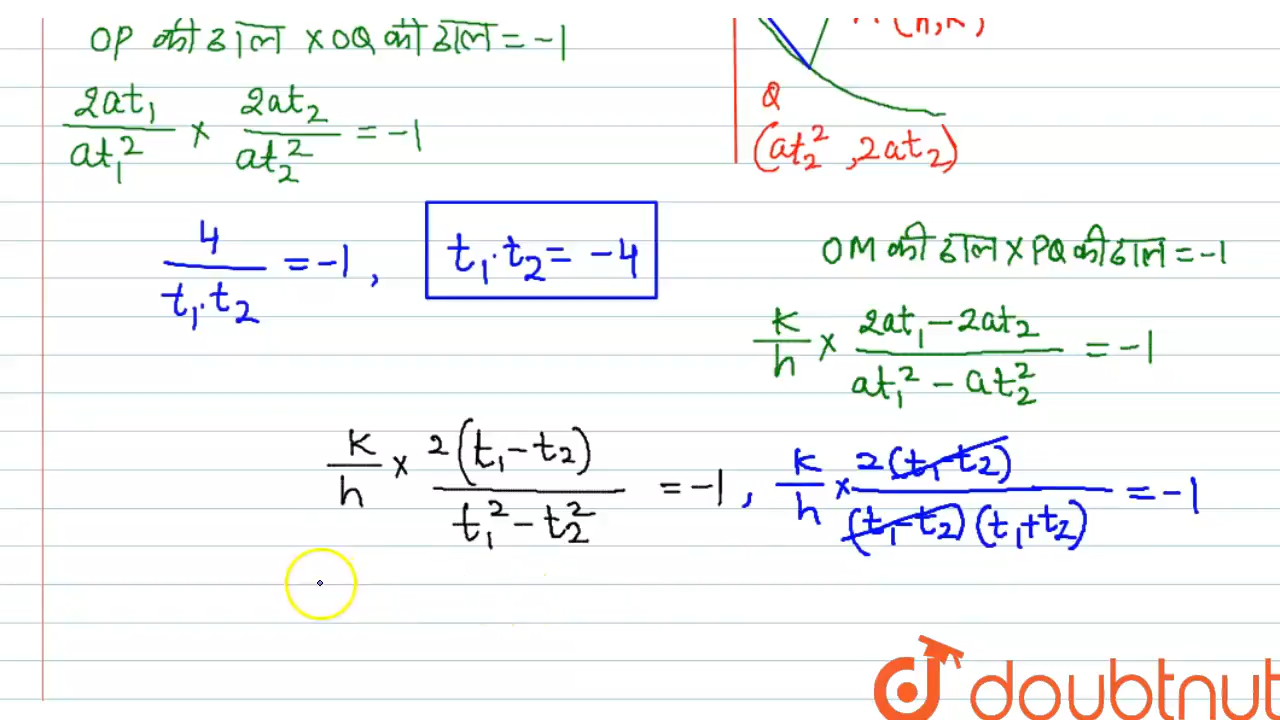 OP की ढाल × OQ की ढाल = -1
(h, k)
2at₁/at₁² × 2at₂/at₂² = -1
Q
(at₂², 2at₂)
4/t₁.t₂ = -1, t₁.t₂ = -4
OM की ढाल × PQ की ढाल = -1
k/h × 2at₁ - 2at₂/at₁² - at₂² = -1
k/h × 2(t₁-t₂)/t₁² - t₂² = -1, k/h × 2(t₁-t₂)/(t₁-t₂)(t₁+t₂) = -1
doubtnut